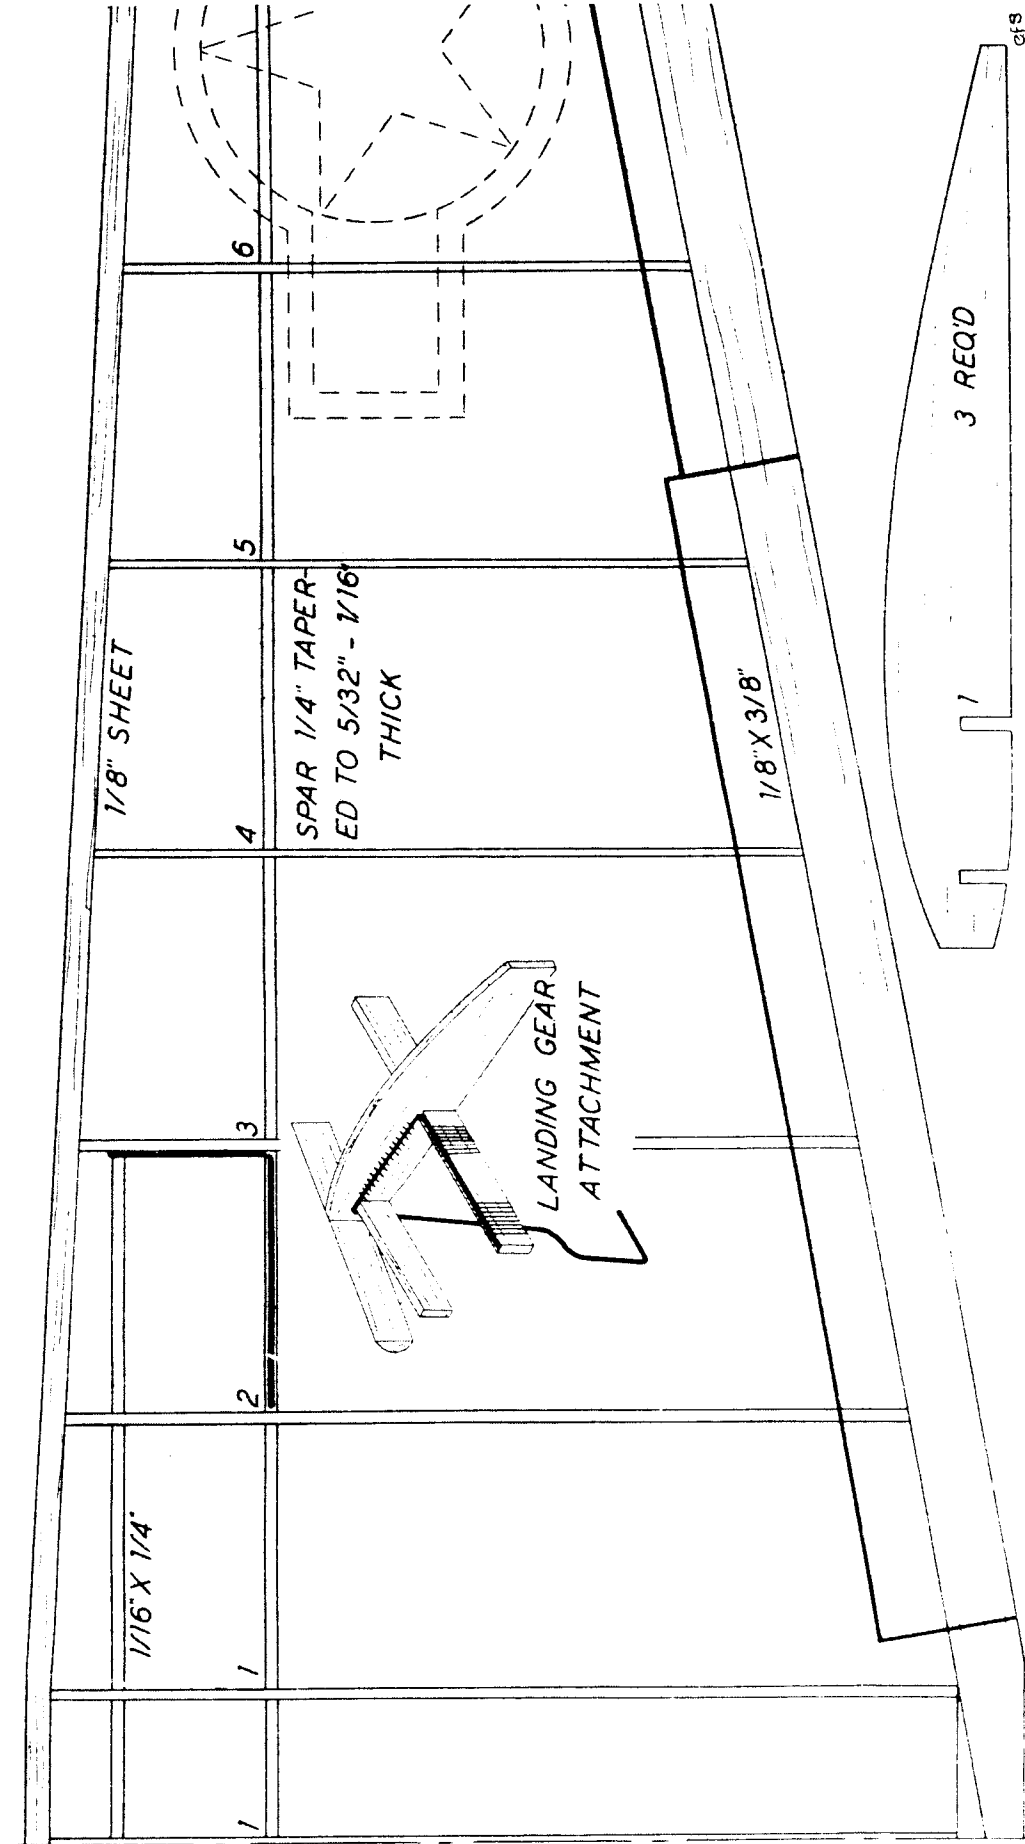 1/8" SHEET
SPAR 1/4" TAPER-
ED TO 5/32" - 1/16"
THICK
1/16" X 1/4"
LANDING GEAR
ATTACHMENT
1/8" X 3/8"
3 REQ'D
1
1
1
2
3
4
5
6